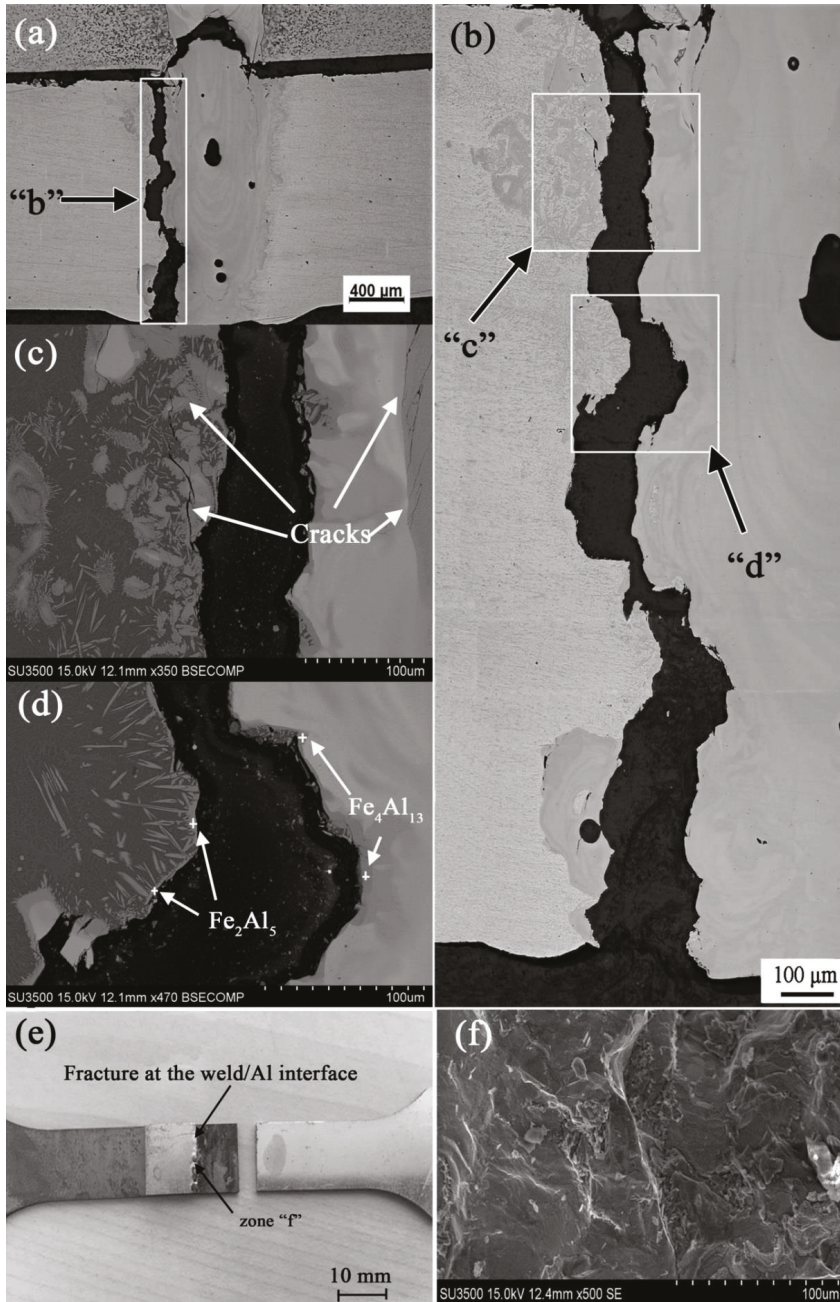 (a)
“b”
400 µm
(b)
“c”
“d”
100 µm
(c)
Cracks
SU3500 15.0kV 12.1mm x350 BSECOMP
100um
(d)
Fe₄Al₁₃
Fe₂Al₅
SU3500 15.0kV 12.1mm x470 BSECOMP
100um
(e)
Fracture at the weld/Al interface
zone “f”
10 mm
(f)
SU3500 15.0kV 12.4mm x500 SE
100um